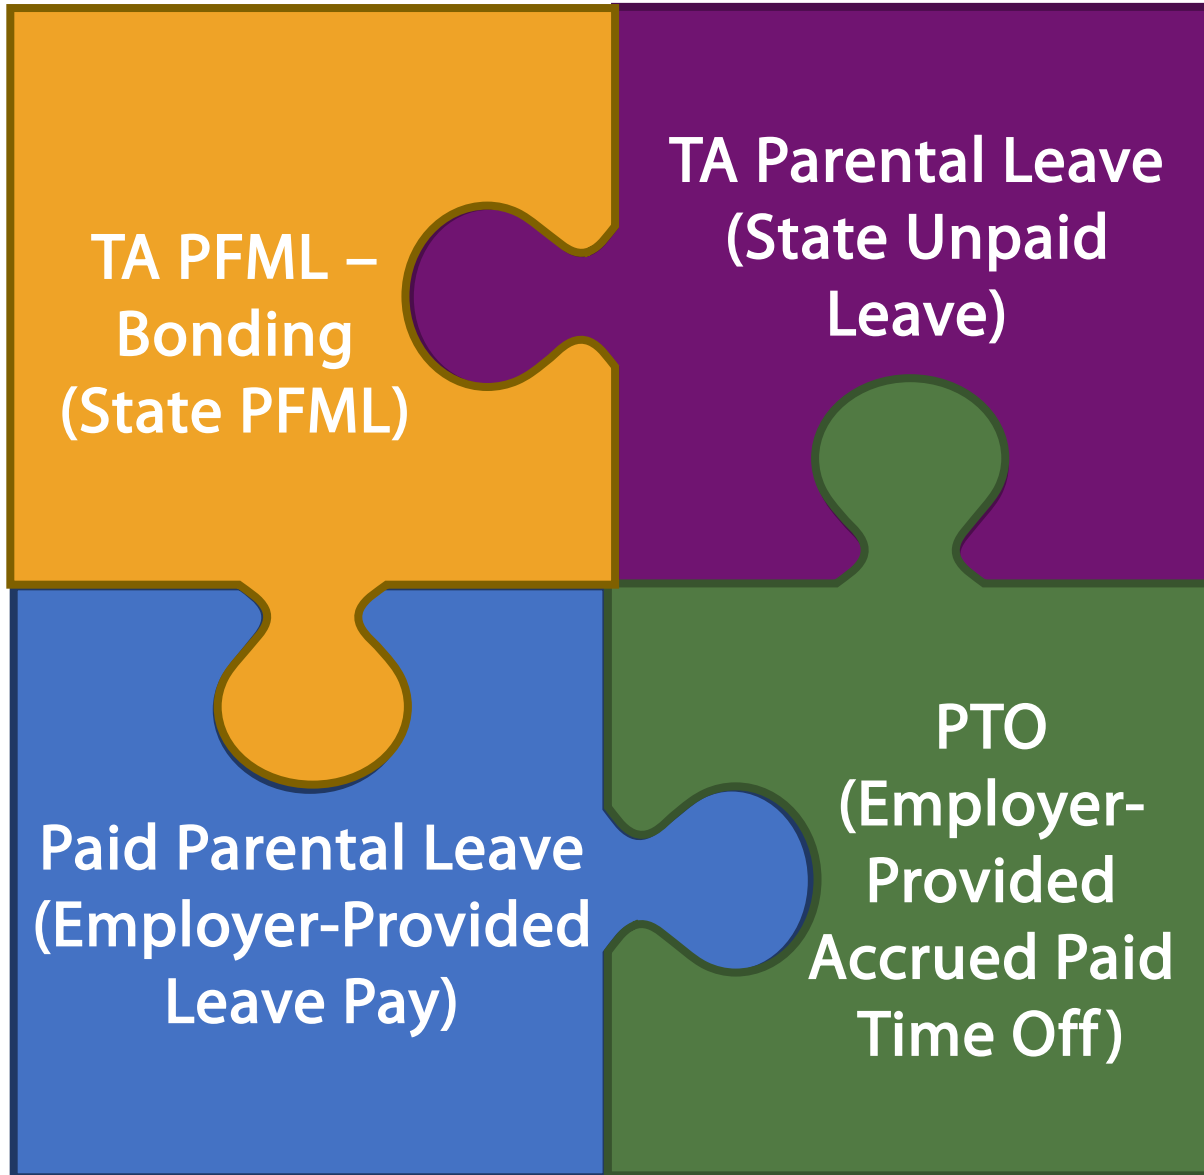 TA PFML –
Bonding
(State PFML)
TA Parental Leave
(State Unpaid
Leave)
Paid Parental Leave
(Employer-Provided
Leave Pay)
PTO
(Employer-
Provided
Accrued Paid
Time Off)